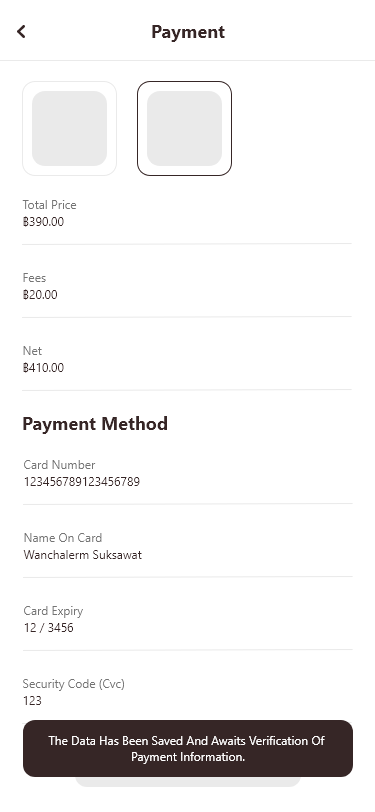 Payment
Total Price
฿390.00
Fees
฿20.00
Net
฿410.00
Payment Method
Card Number
123456789123456789
Name On Card
Wanchalerm Suksawat
Card Expiry
12 / 3456
Security Code (Cvc)
123
The Data Has Been Saved And Awaits Verification Of
Payment Information.